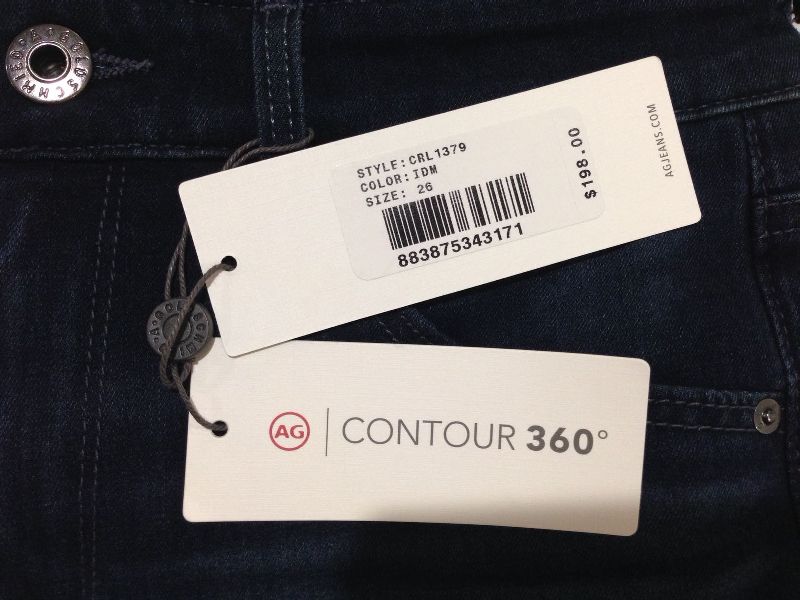 STYLE:CRL1379
COLOR:IDM
SIZE: 26
883875343171
$198.00
AGJEANS.COM
AG CONTOUR 360°